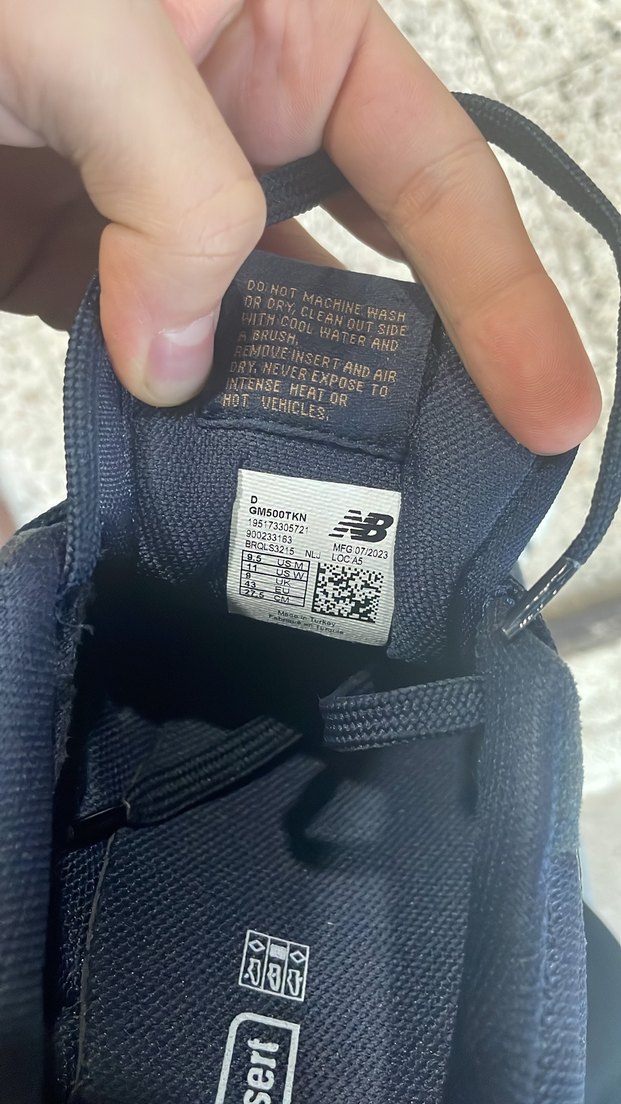 DO NOT MACHINE WASH
OR DRY, CLEAN OUT SIDE
WITH COOL WATER AND
A BRUSH.
REMOVE INSERT AND AIR
DRY, NEVER EXPOSE TO
INTENSE HEAT OR
HOT VEHICLES.
D
GM500TKN
195173305721
900233163
BRQLS3215 NLJ
NB
MFG 07/2023
LOC A5
9.5 US M
11 US W
9 UK
43 EU
27.5 CM
Made in Turkey
Fabriqué en Turquie
sert